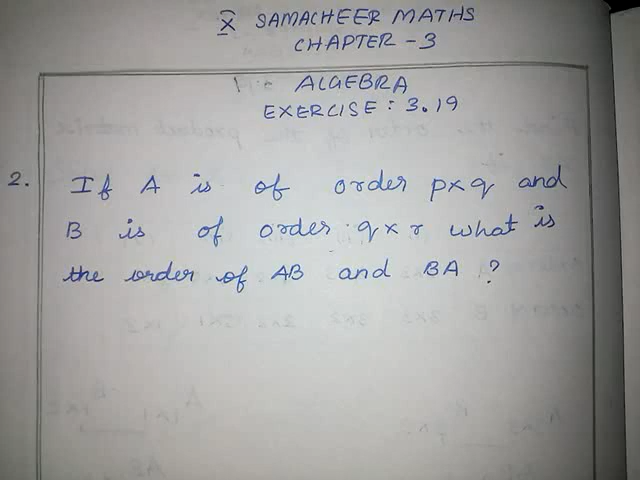 X SAMACHEER MATHS
CHAPTER - 3
ALGEBRA
EXERCISE : 3.19
2. If A is of order p×q and
B is of order q×r what is
the order of AB and BA ?